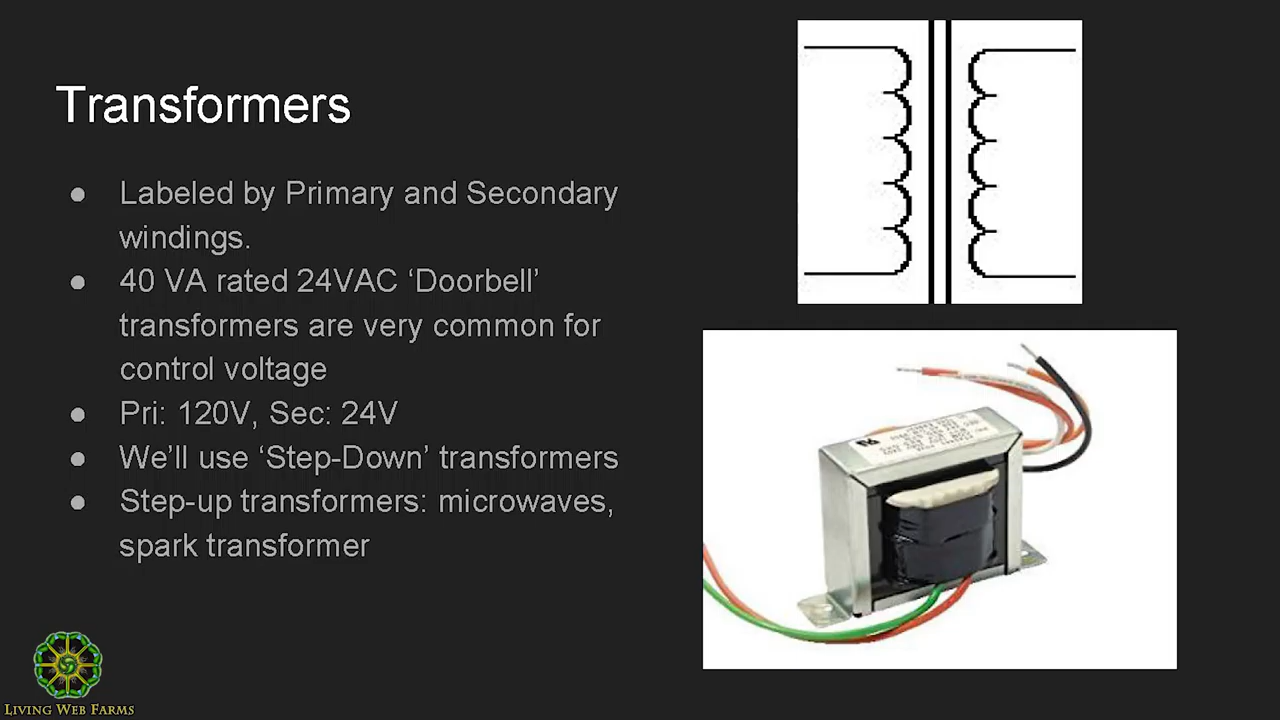 Transformers
● Labeled by Primary and Secondary
windings.
● 40 VA rated 24VAC ‘Doorbell’
transformers are very common for
control voltage
● Pri: 120V, Sec: 24V
● We’ll use ‘Step-Down’ transformers
● Step-up transformers: microwaves,
spark transformer
LIVING WEB FARMS